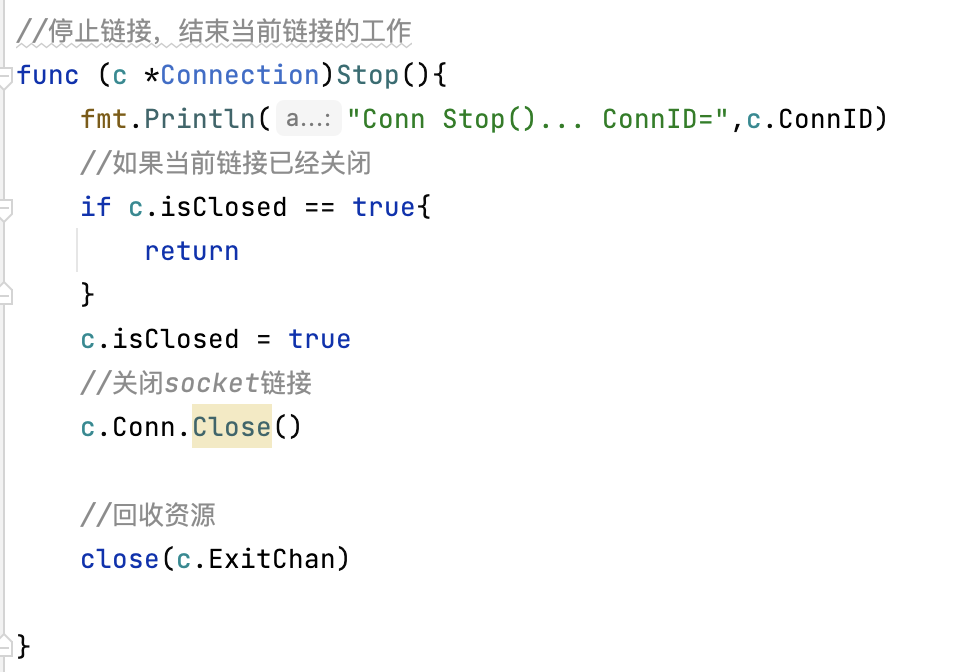 //停止链接，结束当前链接的工作
func (c *Connection)Stop(){
fmt.Println( a...: "Conn Stop()... ConnID=",c.ConnID)
//如果当前链接已经关闭
if c.isClosed == true{
return
}
c.isClosed = true
//关闭socket链接
c.Conn.Close()
//回收资源
close(c.ExitChan)
}